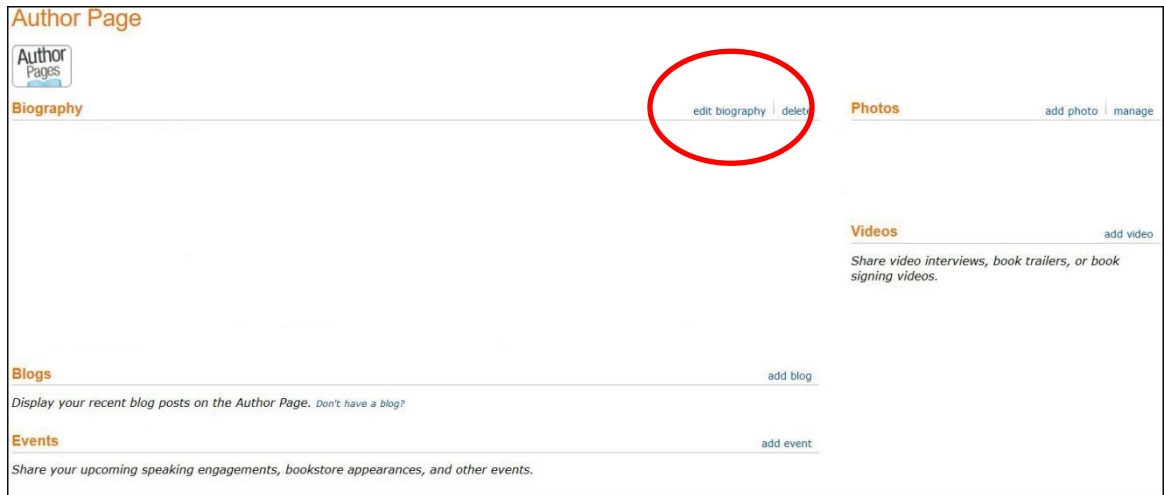 Author Page
Author
Pages
Biography
edit biography | delete
Photos
add photo | manage
Videos
add video
Share video interviews, book trailers, or book
signing videos.
Blogs
add blog
Display your recent blog posts on the Author Page. Don't have a blog?
Events
add event
Share your upcoming speaking engagements, bookstore appearances, and other events.